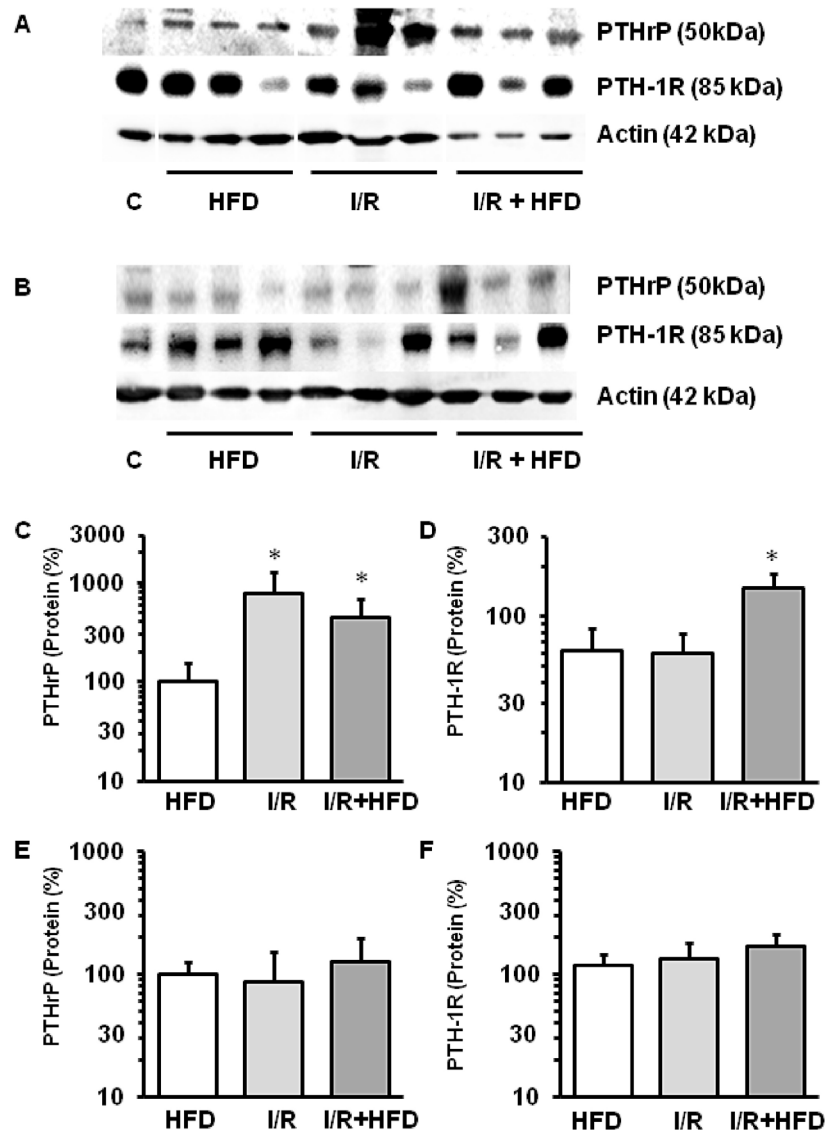 A
PTHrP (50kDa)
PTH-1R (85 kDa)
Actin (42 kDa)
C HFD I/R I/R + HFD
B
PTHrP (50kDa)
PTH-1R (85 kDa)
Actin (42 kDa)
C HFD I/R I/R + HFD
C
PTHrP (Protein (%)
3000
1000
300
100
30
10
* *
HFD I/R I/R+HFD
D
PTH-1R (Protein (%)
300
100
30
10
*
HFD I/R I/R+HFD
E
PTHrP (Protein (%)
1000
300
100
30
10
HFD I/R I/R+HFD
F
PTH-1R (Protein (%)
1000
300
100
30
10
HFD I/R I/R+HFD